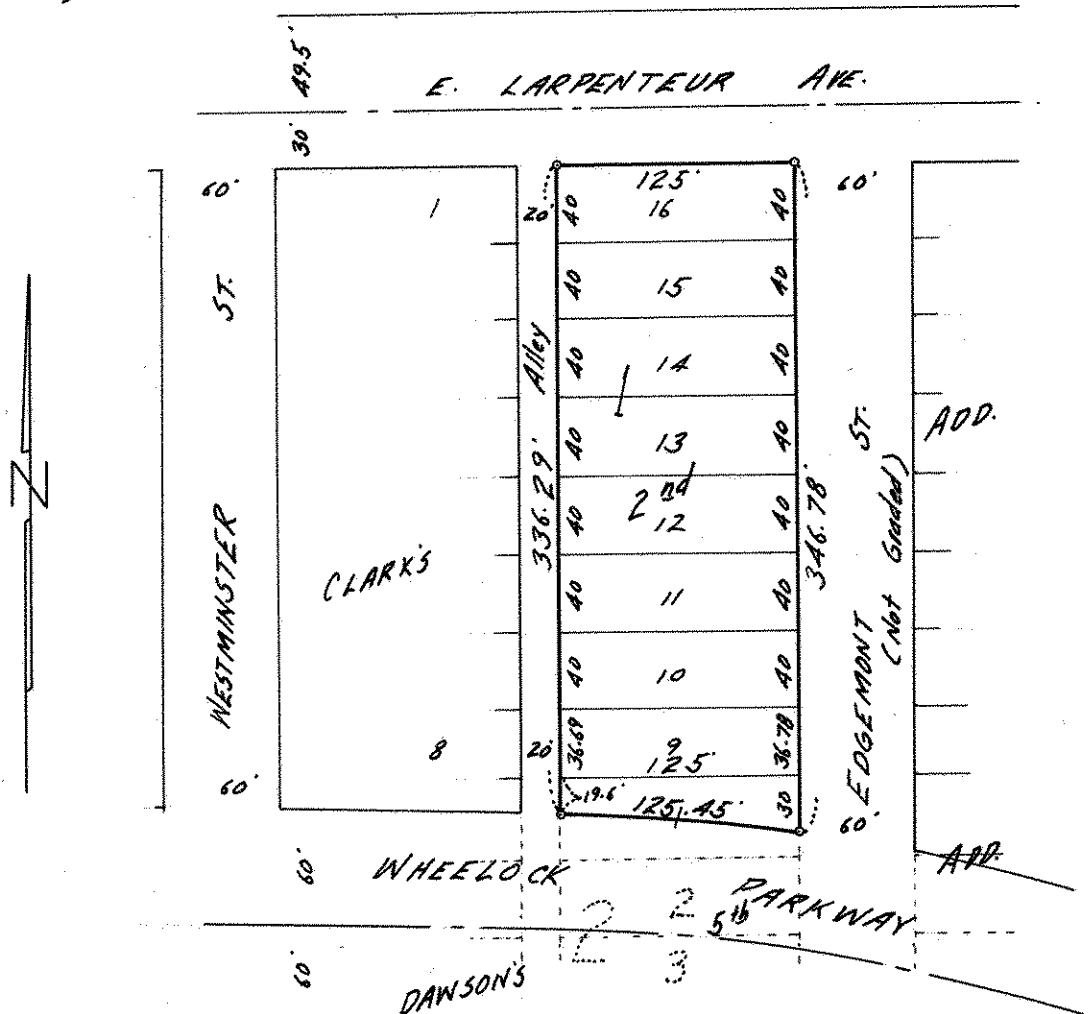 49.5'
E. LARPENTEUR AVE.
30'
60'
1
20'
40
125'
16
40
60'
ST.
40
15
40
Alley
40
14
40
1
ST.
ADD.
40
13
40
336.29'
2nd
346.78'
(Not Graded)
N
40
12
40
WESTMINSTER
CLARK'S
40
11
40
EDGEMONT
40
10
40
8
20'
36.69
9
125'
36.78
60'
19.6'
125.45'
30
60'
60'
WHEELOCK
PARKWAY
ADD.
2
2
5th
60'
3
DAWSON'S